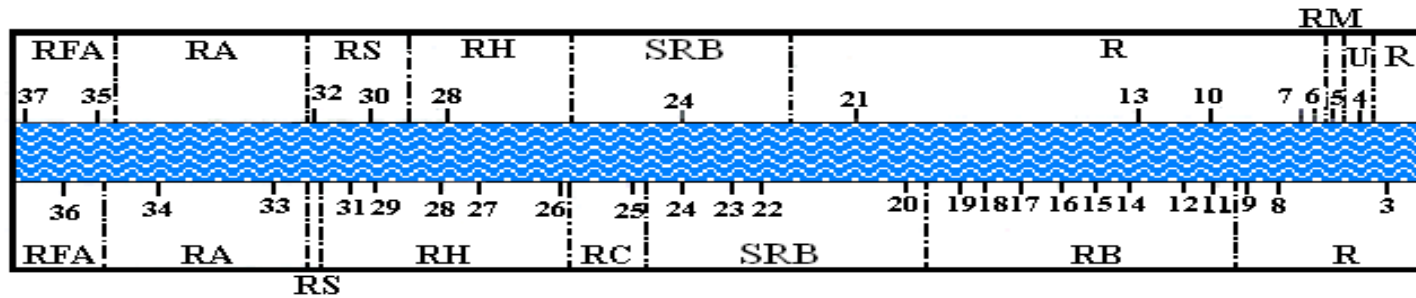 RM
RFA RA RS RH SRB R U R
37 35 32 30 28 24 21 13 10 7 6 5 4
36 34 33 31 29 28 27 26 25 24 23 22 20 19 18 17 16 15 14 12 11 9 8 3
RFA RA RH RC SRB RB R
RS